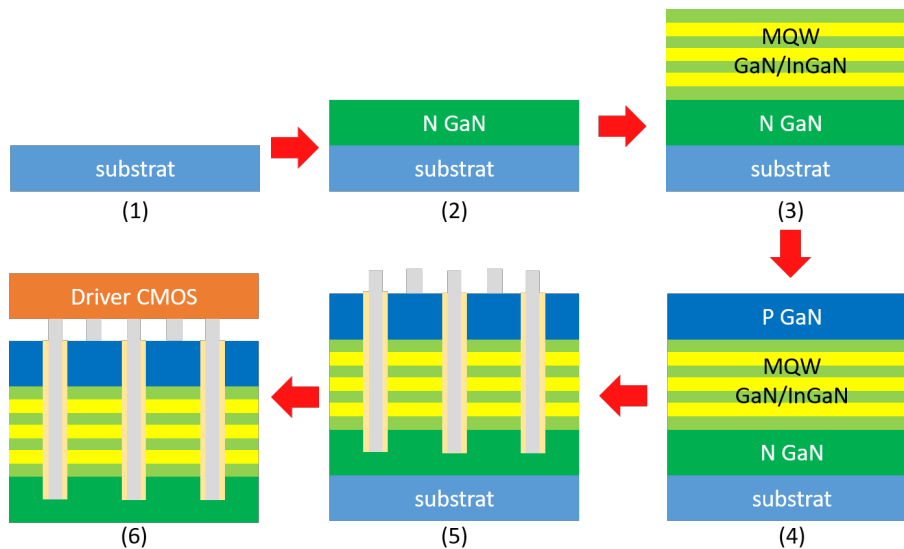 substrat
(1)
N GaN
substrat
(2)
MQW
GaN/InGaN
N GaN
substrat
(3)
P GaN
MQW
GaN/InGaN
N GaN
substrat
(4)
substrat
(5)
Driver CMOS
(6)